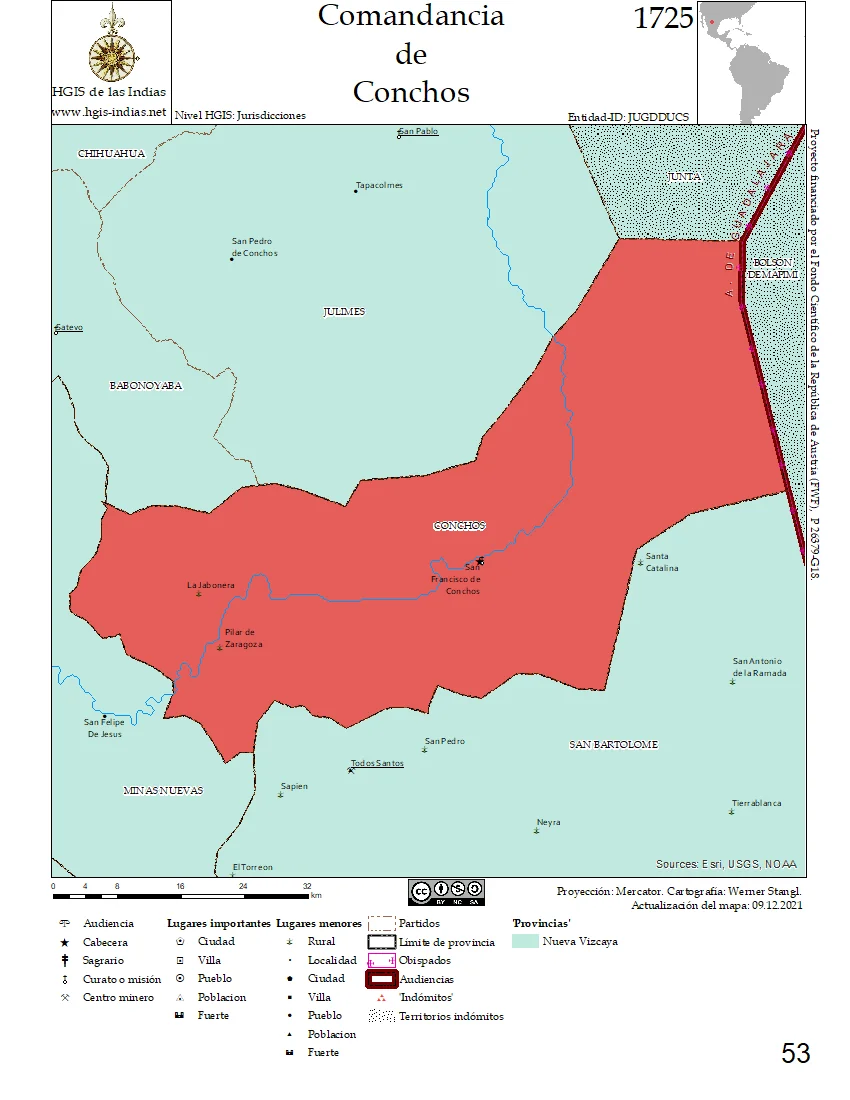 Comandancia
de
Conchos
1725
HGIS de las Indias
www.hgis-indias.net
Nivel HGIS: Jurisdicciones
Entidad-ID: JUGDDUCS
CHIHUAHUA
San Pablo
Tapacolmes
JUNTA
A. DE GUADALAJARA
San Pedro
de Conchos
BOLSON
DE MAPIMI
JULIMES
Satevo
BABONOYABA
CONCHOS
San
Francisco de
Conchos
Santa
Catalina
La Jabonera
Pilar de
Zaragoza
San Antonio
de la Ramada
San Felipe
De Jesus
San Pedro
SAN BARTOLOME
Todos Santos
MINAS NUEVAS
Sapien
Tierrablanca
Neyra
El Torreon
Sources: Esri, USGS, NOAA
Proyecto financiado por el Fondo Científico de la República de Austria (FWF), P 26379-G18.
0 4 8 16 24 32
km
cc
BY NC SA
Proyección: Mercator. Cartografía: Werner Stangl.
Actualización del mapa: 09.12.2021
Audiencia
Cabecera
Sagrario
Curato o misión
Centro minero
Lugares importantes
Ciudad
Villa
Pueblo
Poblacion
Fuerte
Lugares menores
Rural
Localidad
Ciudad
Villa
Pueblo
Poblacion
Fuerte
Partidos
Límite de provincia
Obispados
Audiencias
'Indómitos'
Territorios indómitos
'Provincias'
Nueva Vizcaya
53